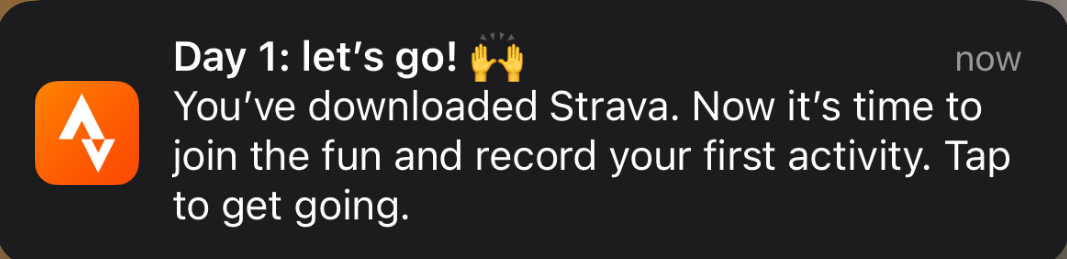 Day 1: let’s go! 🙌 now
You’ve downloaded Strava. Now it’s time to
join the fun and record your first activity. Tap
to get going.